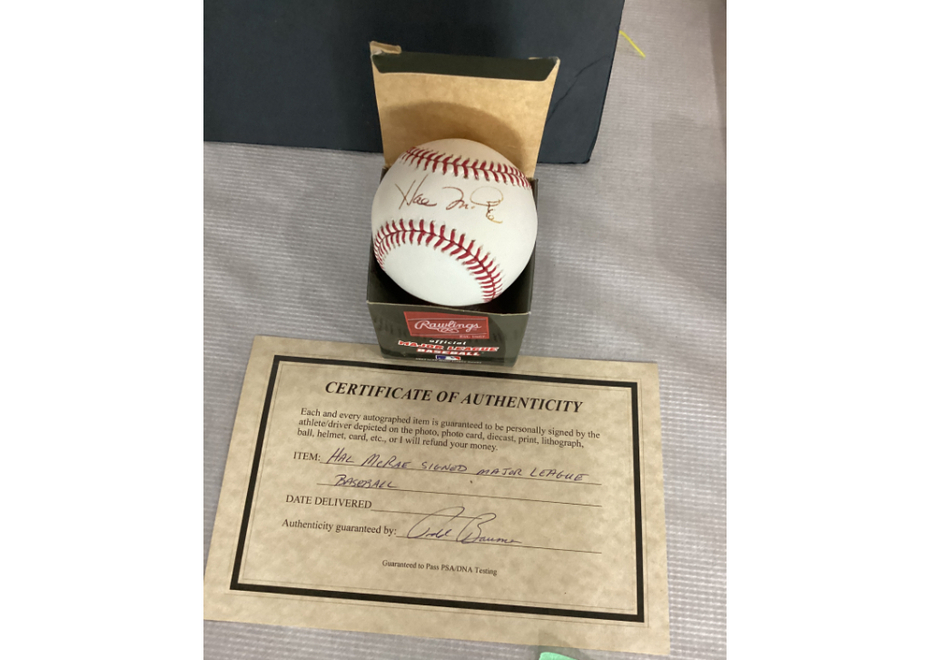 Hal McRae
Rawlings
official
MAJOR LEAGUE
BASEBALL
CERTIFICATE OF AUTHENTICITY
Each and every autographed item is guaranteed to be personally signed by the
athlete/driver depicted on the photo, photo card, diecast, print, lithograph,
ball, helmet, card, etc., or I will refund your money.
ITEM: HAL McRAE SIGNED MAJOR LEAGUE
BASEBALL
DATE DELIVERED
Authenticity guaranteed by:
Guaranteed to Pass PSA/DNA Testing